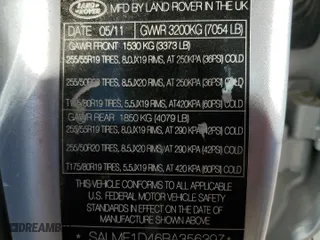 LAND ROVER
MFD BY LAND ROVER IN THE UK
DATE: 05/11 GVWR 3200KG (7054 LB)
GAWR FRONT 1530 KG (3373 LB)
255/55R19 TIRES, 8.0JX19 RIMS, AT 250KPA (36PSI) COLD
255/50R20 TIRES, 8.5JX20 RIMS, AT 250KPA (36PSI) COLD
T175/80R19 TIRES, 5.5JX19 RIMS, AT 420KPA (60PSI) COLD
GAWR REAR 1850 KG (4079 LB)
255/55R19 TIRES, 8.0JX19 RIMS, AT 290 KPA (42PSI) COLD
255/50R20 TIRES, 8.5JX20 RIMS, AT 290 KPA (42PSI) COLD
T175/80R19 TIRES, 5.5JX19 RIMS, AT 420 KPA (60PSI) COLD
THIS VEHICLE CONFORMS TO ALL APPLICABLE
FEDERAL MOTOR VEHICLE SAFETY
STANDARDS IN EFFECT ON THE DATE OF
MANUFACTURE SHOWN ABOVE